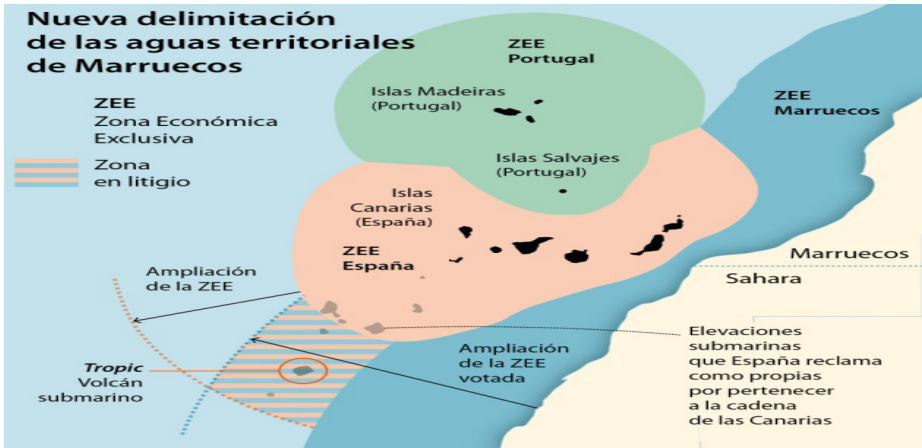 Nueva delimitación
de las aguas territoriales
de Marruecos
ZEE
Zona Económica
Exclusiva
Zona
en litigio
ZEE
Portugal
Islas Madeiras
(Portugal)
ZEE
Marruecos
Islas Salvajes
(Portugal)
Islas
Canarias
(España)
ZEE
España
Marruecos
Sahara
Ampliación
de la ZEE
Tropic
Volcán
submarino
Ampliación
de la ZEE
votada
Elevaciones
submarinas
que España reclama
como propias
por pertenecer
a la cadena
de las Canarias